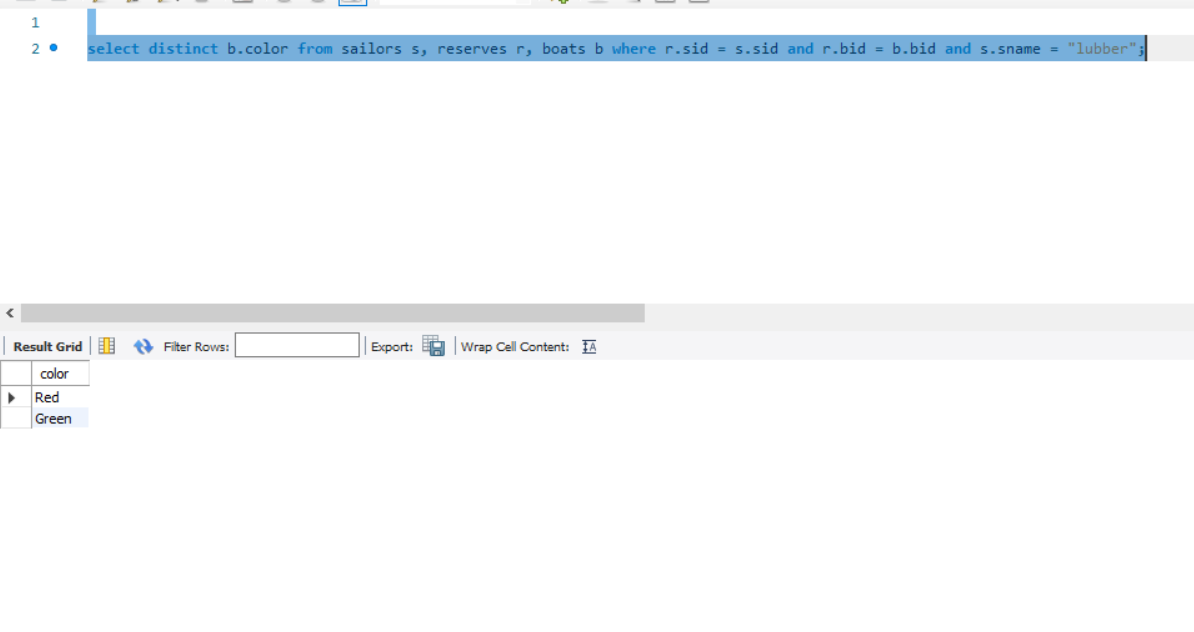 1
2 select distinct b.color from sailors s, reserves r, boats b where r.sid = s.sid and r.bid = b.bid and s.sname = "lubber";
Result Grid Filter Rows: Export: Wrap Cell Content:
color
Red
Green